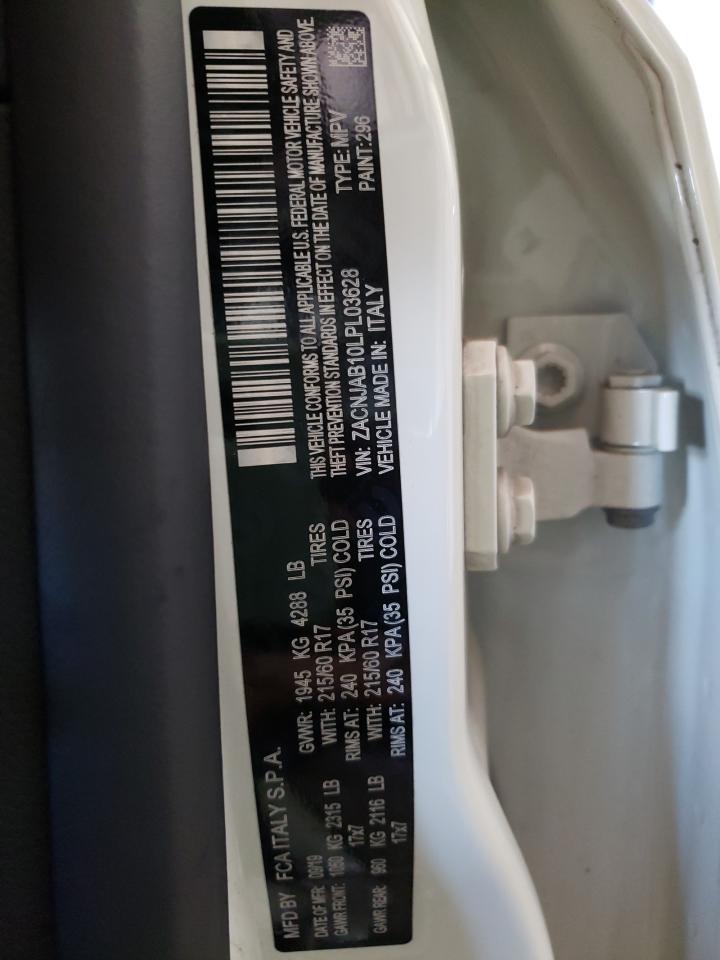 MFD BY FCA ITALY S.P.A.
DATE OF MFR: 09/19 GVWR: 1945 KG 4288 LB
GAWR FRONT: 1050 KG 2315 LB WITH: 215/60 R17 TIRES
17x7 RIMS AT: 240 KPA(35 PSI) COLD
GAWR REAR: 960 KG 2116 LB WITH: 215/60 R17 TIRES
17x7 RIMS AT: 240 KPA(35 PSI) COLD
THIS VEHICLE CONFORMS TO ALL APPLICABLE U.S. FEDERAL MOTOR VEHICLE SAFETY AND
THEFT PREVENTION STANDARDS IN EFFECT ON THE DATE OF MANUFACTURE SHOWN ABOVE.
VIN: ZACNJAB10LPL03628 TYPE: MPV
VEHICLE MADE IN: ITALY PAINT: 296